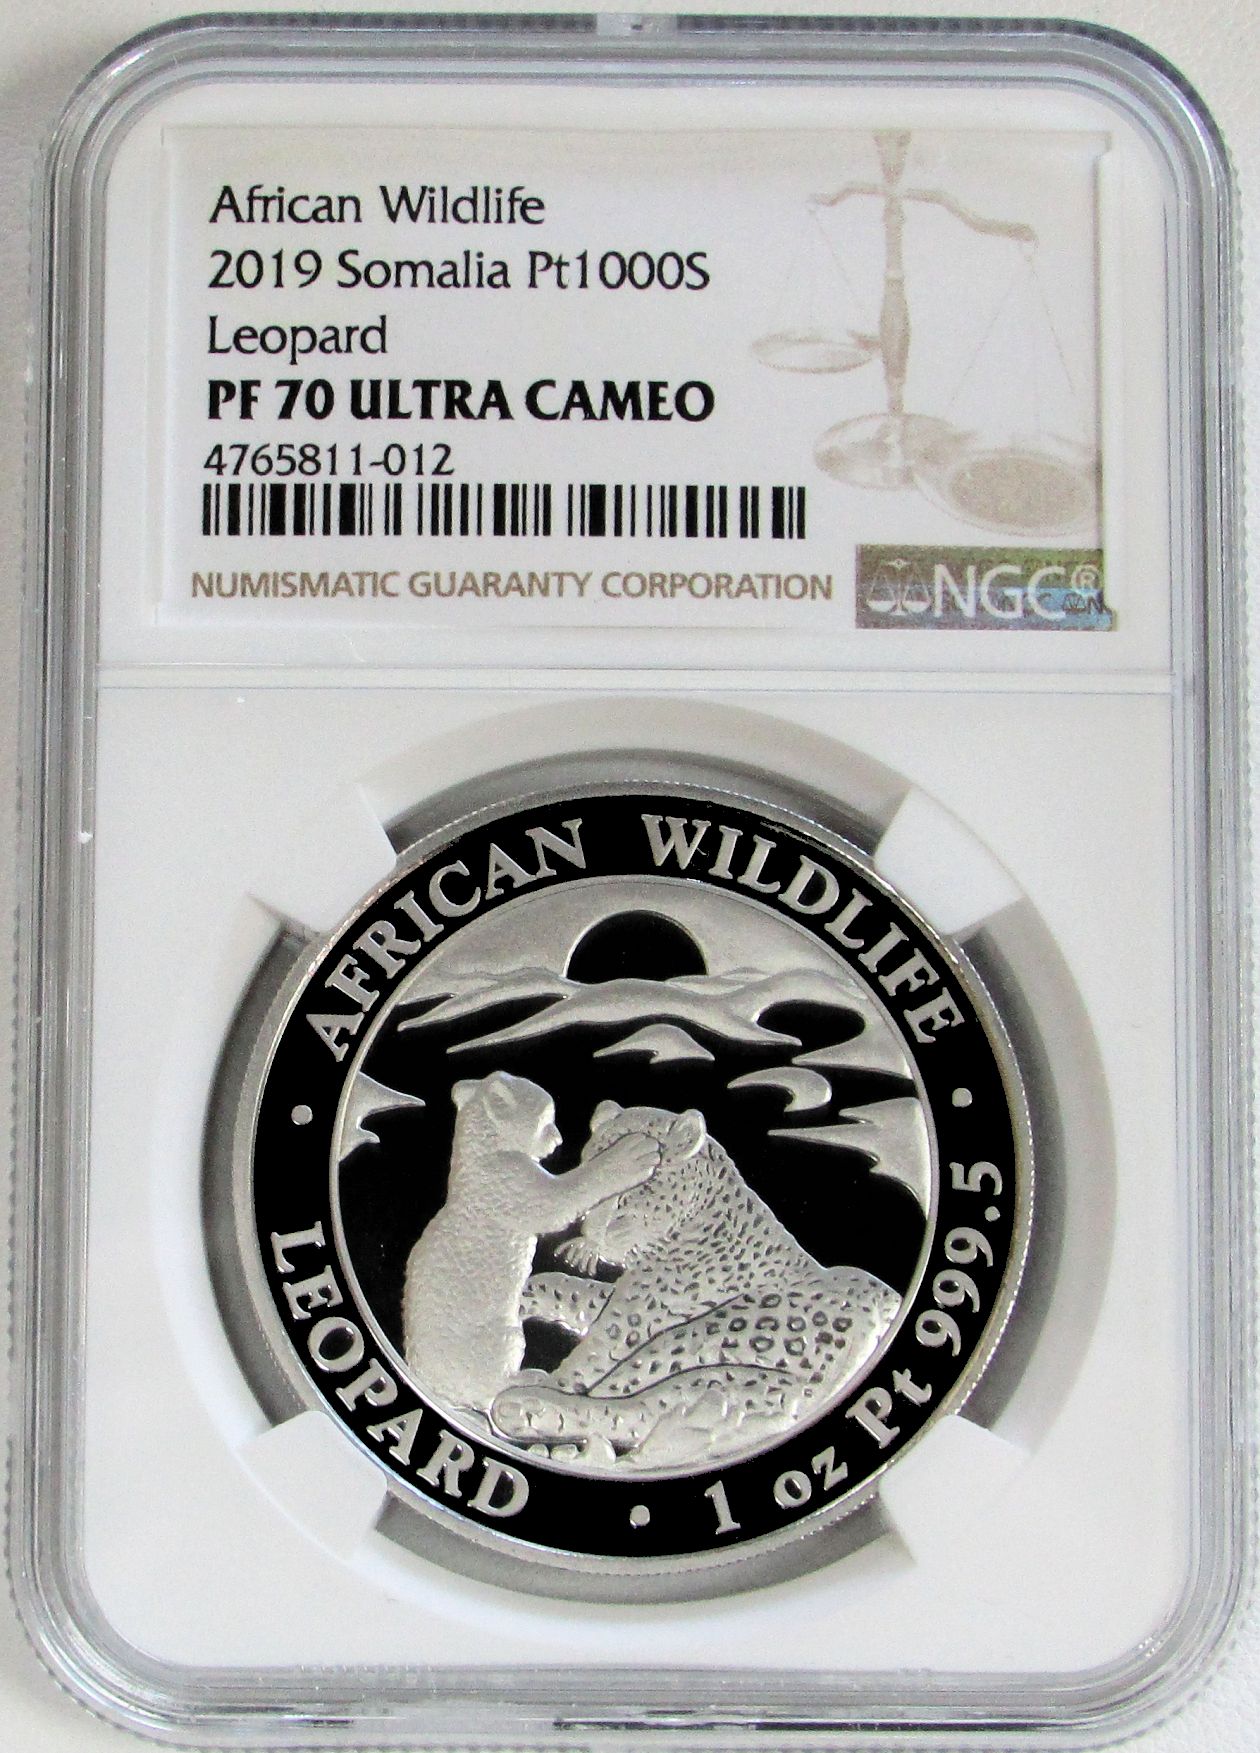 African Wildlife
2019 Somalia Pt1000S
Leopard
PF 70 ULTRA CAMEO
4765811-012
NUMISMATIC GUARANTY CORPORATION
NGC®
AFRICAN WILDLIFE
• LEOPARD • 1 oz Pt 999.5 •